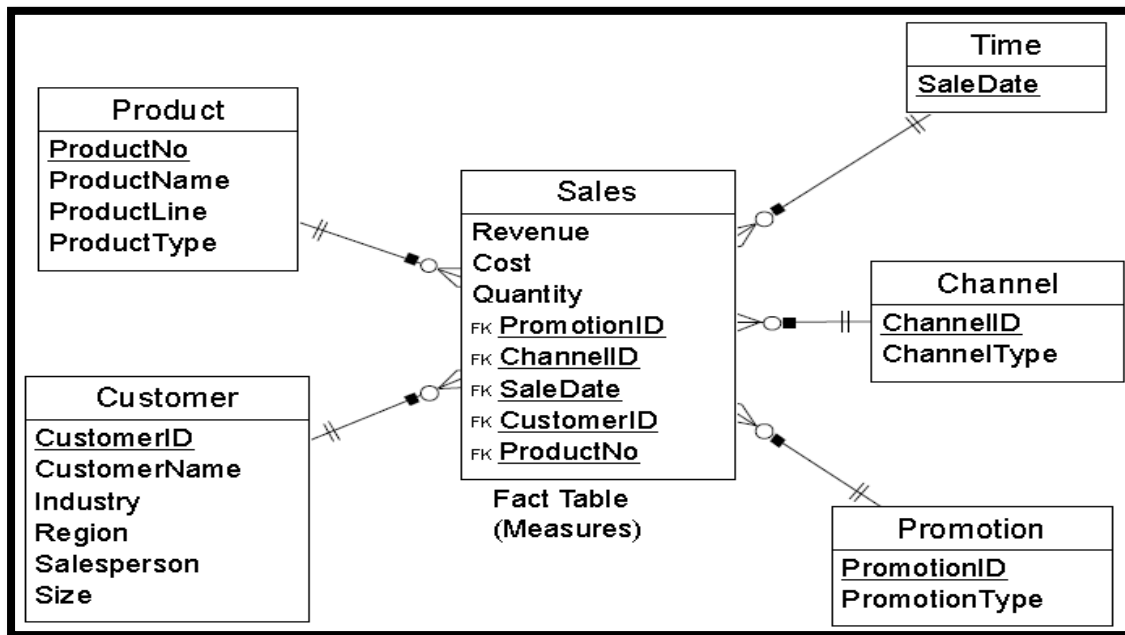 Product
ProductNo
ProductName
ProductLine
ProductType
Customer
CustomerID
CustomerName
Industry
Region
Salesperson
Size
Sales
Revenue
Cost
Quantity
FK PromotionID
FK ChannelID
FK SaleDate
FK CustomerID
FK ProductNo
Fact Table
(Measures)
Time
SaleDate
Channel
ChannelID
ChannelType
Promotion
PromotionID
PromotionType